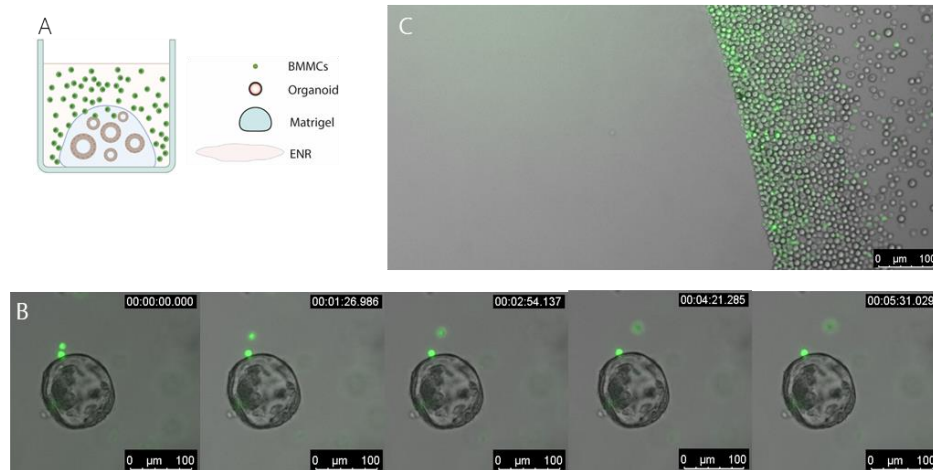 A
BMMCs
Organoid
Matrigel
ENR
C
0 µm 100
B
00:00:00.000
00:01:26.986
00:02:54.137
00:04:21.285
00:05:31.029
0 µm 100
0 µm 100
0 µm 100
0 µm 100
0 µm 100